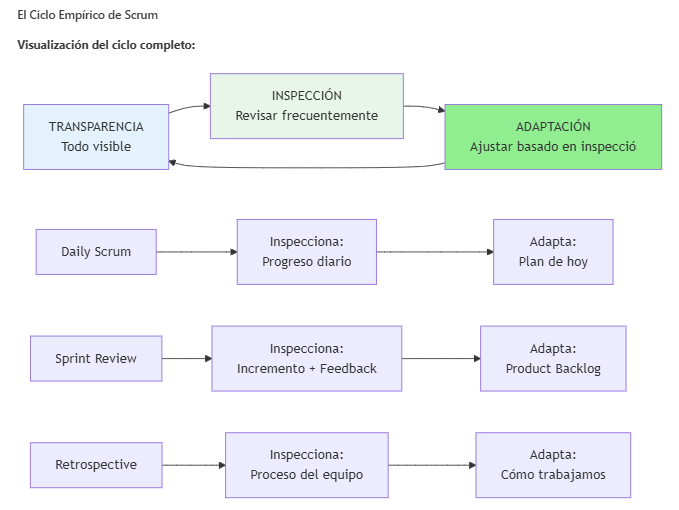 El Ciclo Empírico de Scrum
Visualización del ciclo completo:
TRANSPARENCIA
Todo visible
INSPECCIÓN
Revisar frecuentemente
ADAPTACIÓN
Ajustar basado en inspecció
Daily Scrum
Inspecciona:
Progreso diario
Adapta:
Plan de hoy
Sprint Review
Inspecciona:
Incremento + Feedback
Adapta:
Product Backlog
Retrospective
Inspecciona:
Proceso del equipo
Adapta:
Cómo trabajamos